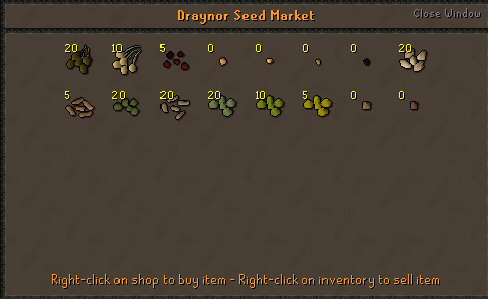 Draynor Seed Market
Close Window
20 10 5 0 0 0 0 20
5 20 20 20 10 5 0 0
Right-click on shop to buy item - Right-click on inventory to sell item